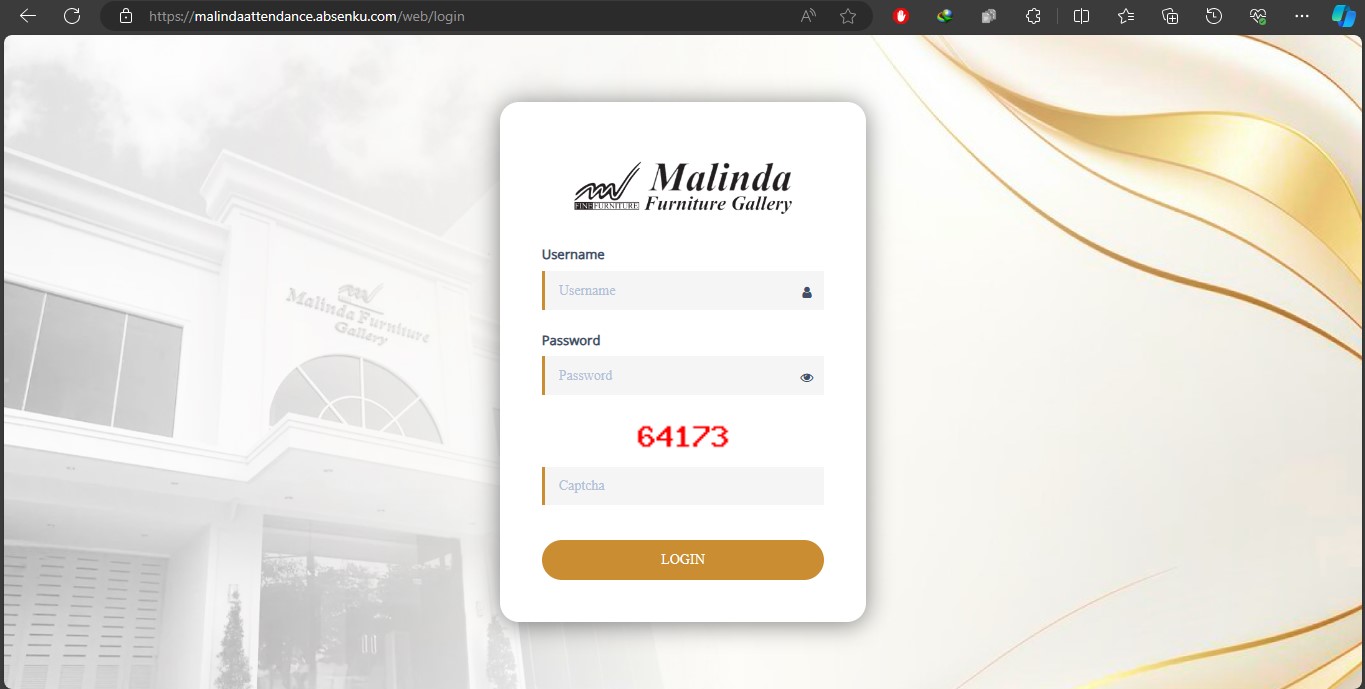 https://malindaattendance.absenku.com/web/login
Malinda Furniture
Gallery
Malinda
FINE FURNITURE
Furniture Gallery
Username
Username
Password
Password
64173
Captcha
LOGIN